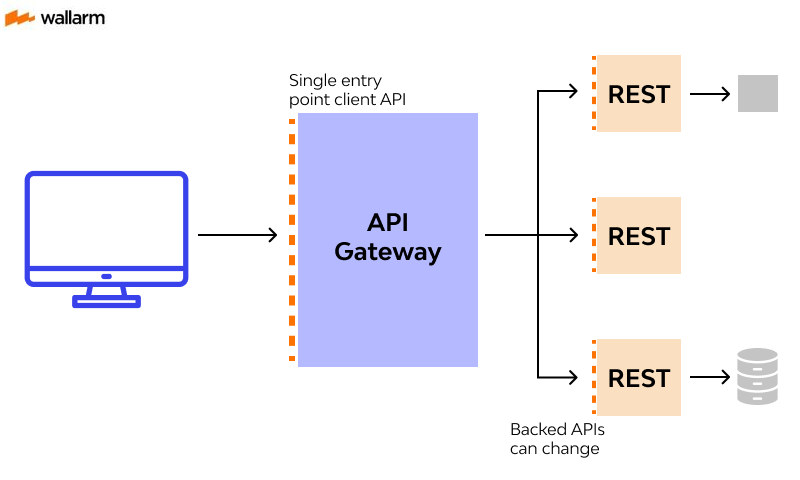 wallarm
Single entry
point client API
API
Gateway
REST
REST
REST
Backed APIs
can change